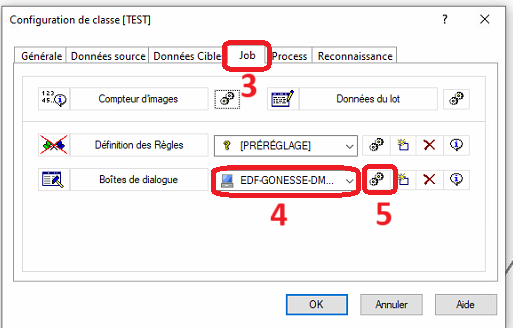 Configuration de classe [TEST]
?
Générale Données source Données Cible Job Process Reconnaissance
3
123
45..
Compteur d'images
Données du lot
Définition des Règles
? [PRÉRÉGLAGE]
Boîtes de dialogue
EDF-GONESSE-DM...
4 5
OK Annuler Aide